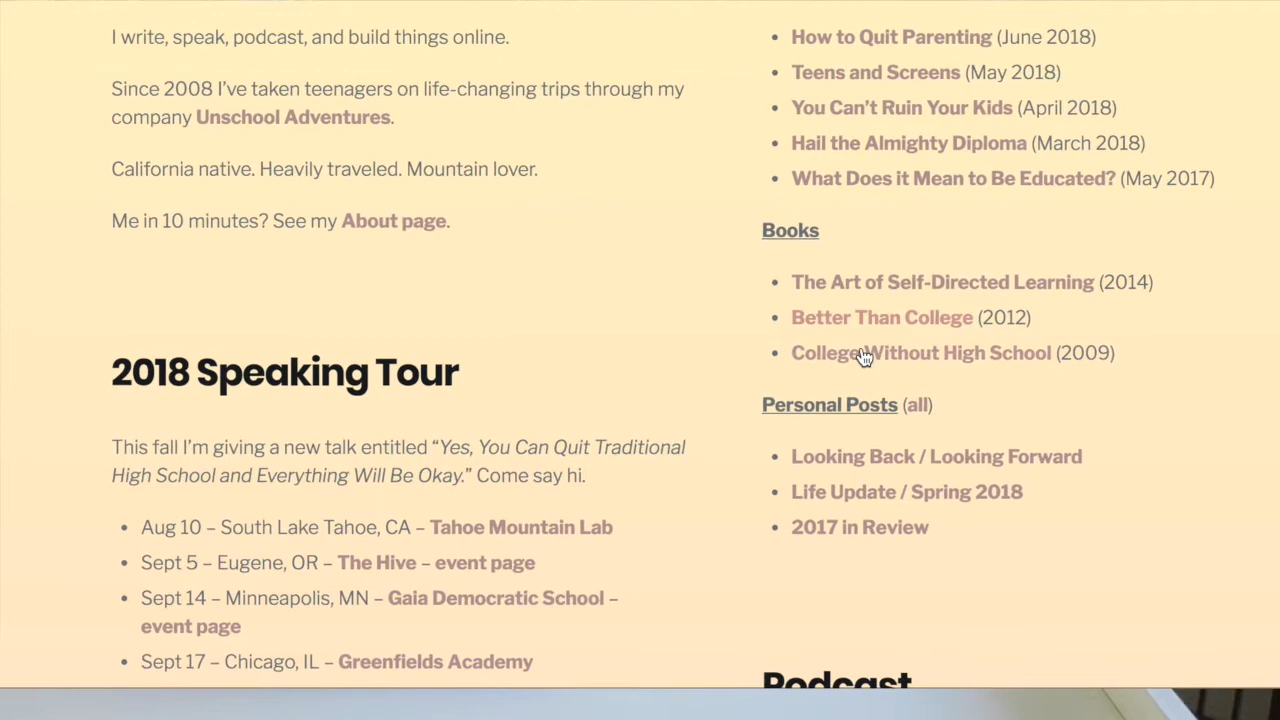 I write, speak, podcast, and build things online.
Since 2008 I’ve taken teenagers on life-changing trips through my
company Unschool Adventures.
California native. Heavily traveled. Mountain lover.
Me in 10 minutes? See my About page.
2018 Speaking Tour
This fall I’m giving a new talk entitled “Yes, You Can Quit Traditional
High School and Everything Will Be Okay.” Come say hi.
• Aug 10 – South Lake Tahoe, CA – Tahoe Mountain Lab
• Sept 5 – Eugene, OR – The Hive – event page
• Sept 14 – Minneapolis, MN – Gaia Democratic School –
event page
• Sept 17 – Chicago, IL – Greenfields Academy
• How to Quit Parenting (June 2018)
• Teens and Screens (May 2018)
• You Can’t Ruin Your Kids (April 2018)
• Hail the Almighty Diploma (March 2018)
• What Does it Mean to Be Educated? (May 2017)
Books
• The Art of Self-Directed Learning (2014)
• Better Than College (2012)
• College Without High School (2009)
Personal Posts (all)
• Looking Back / Looking Forward
• Life Update / Spring 2018
• 2017 in Review
Podcast